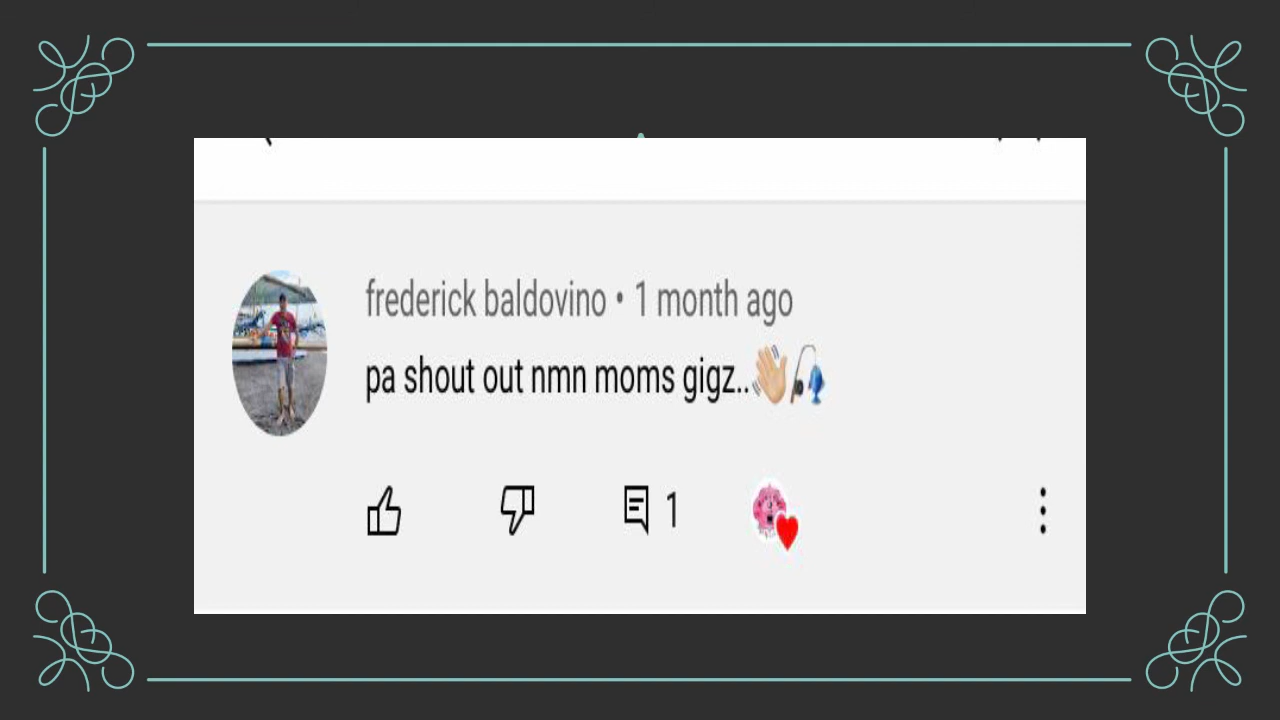 frederick baldovino • 1 month ago
pa shout out nmn moms gigz..👋🏼🎣
1